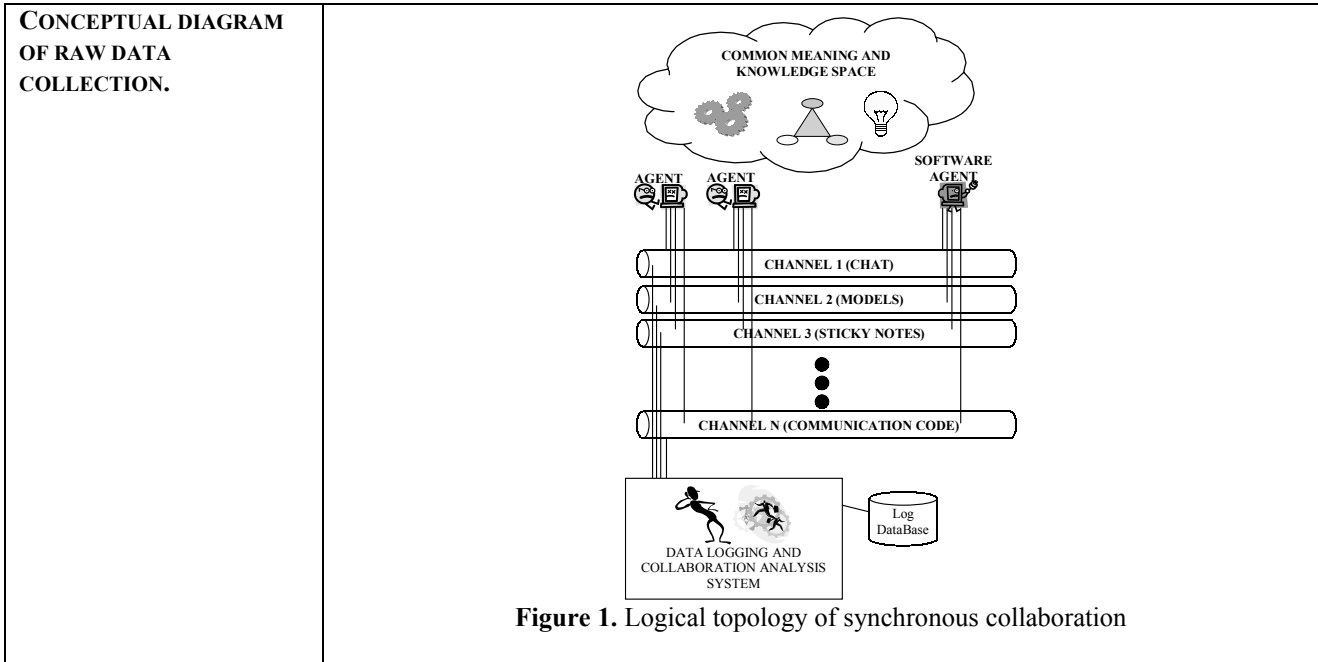 CONCEPTUAL DIAGRAM
OF RAW DATA
COLLECTION.
COMMON MEANING AND
KNOWLEDGE SPACE
AGENT
AGENT
SOFTWARE
AGENT
CHANNEL 1 (CHAT)
CHANNEL 2 (MODELS)
CHANNEL 3 (STICKY NOTES)
CHANNEL N (COMMUNICATION CODE)
DATA LOGGING AND
COLLABORATION ANALYSIS
SYSTEM
Log
DataBase
Figure 1. Logical topology of synchronous collaboration